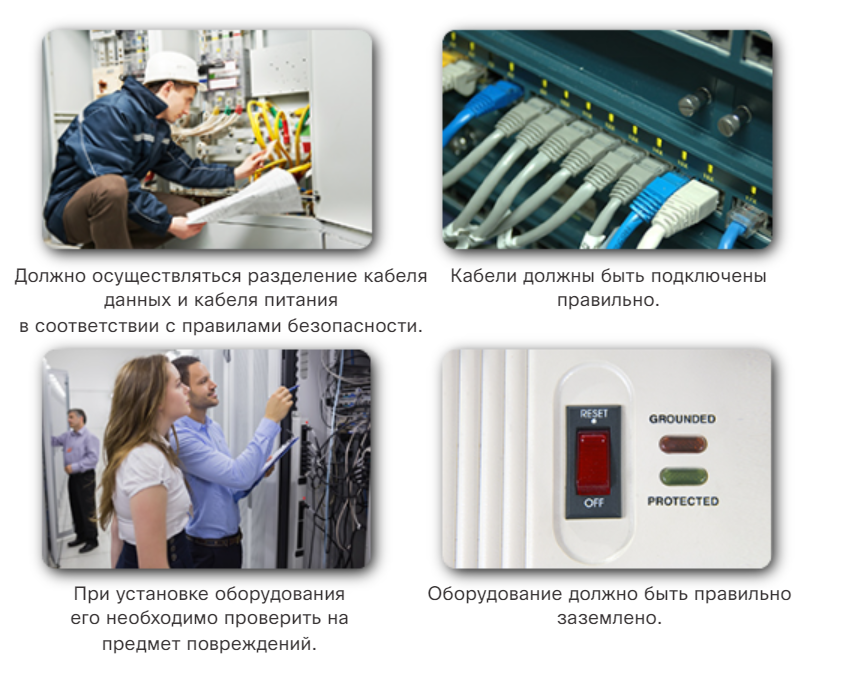 Должно осуществляться разделение кабеля
данных и кабеля питания
в соответствии с правилами безопасности.
Кабели должны быть подключены
правильно.
RESET
OFF
GROUNDED
PROTECTED
При установке оборудования
его необходимо проверить на
предмет повреждений.
Оборудование должно быть правильно
заземлено.